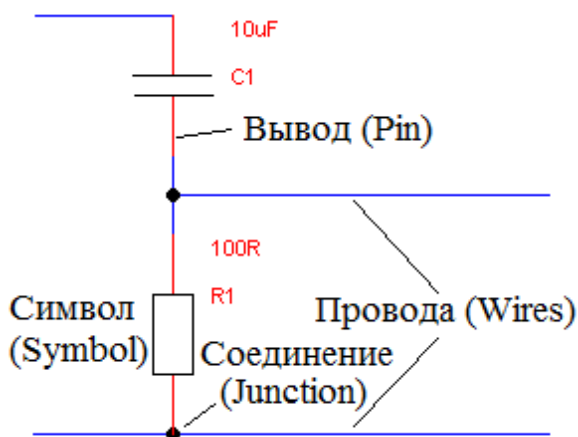 10uF
C1
Вывод (Pin)
100R
R1
Символ
(Symbol)
Провода (Wires)
Соединение
(Junction)